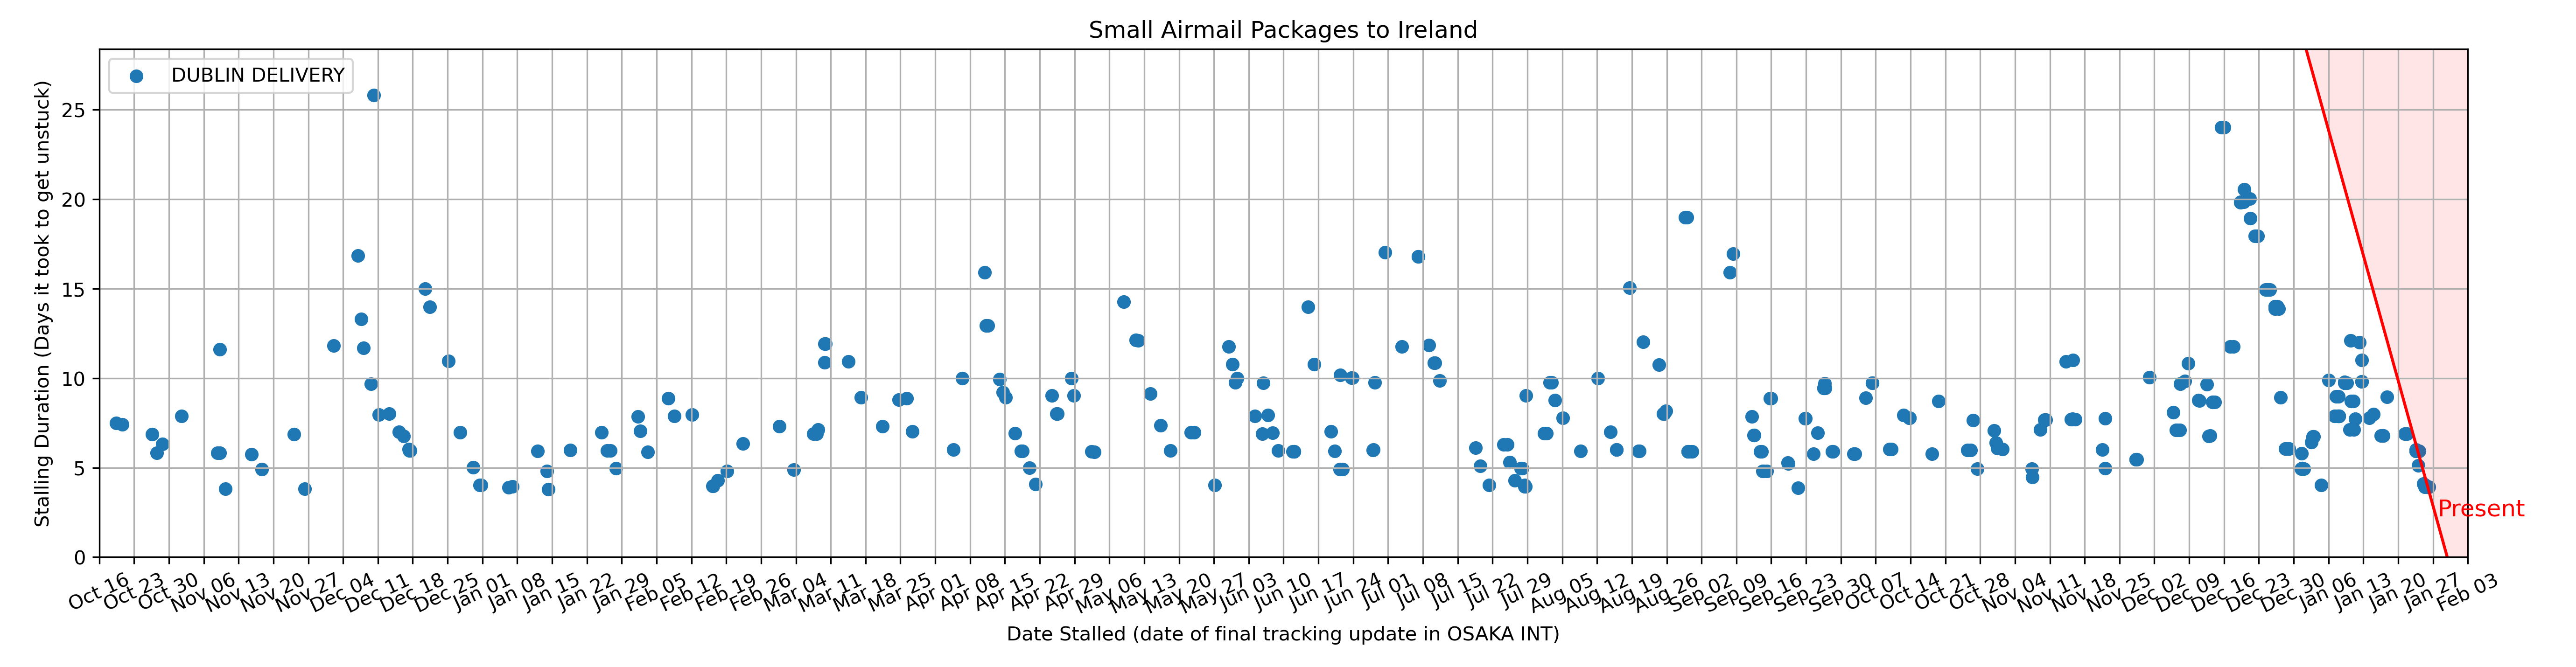 Small Airmail Packages to Ireland
DUBLIN DELIVERY
Stalling Duration (Days it took to get unstuck)
25
20
15
10
5
0
Present
Oct 16 Oct 23 Oct 30 Nov 06 Nov 13 Nov 20 Nov 27 Dec 04 Dec 11 Dec 18 Dec 25 Jan 01 Jan 08 Jan 15 Jan 22 Jan 29 Feb 05 Feb 12 Feb 19 Feb 26 Mar 04 Mar 11 Mar 18 Mar 25 Apr 01 Apr 08 Apr 15 Apr 22 Apr 29 May 06 May 13 May 20 May 27 Jun 03 Jun 10 Jun 17 Jun 24 Jul 01 Jul 08 Jul 15 Jul 22 Jul 29 Aug 05 Aug 12 Aug 19 Aug 26 Sep 02 Sep 09 Sep 16 Sep 23 Sep 30 Oct 07 Oct 14 Oct 21 Oct 28 Nov 04 Nov 11 Nov 18 Nov 25 Dec 02 Dec 09 Dec 16 Dec 23 Dec 30 Jan 06 Jan 13 Jan 20 Jan 27 Feb 03
Date Stalled (date of final tracking update in OSAKA INT)